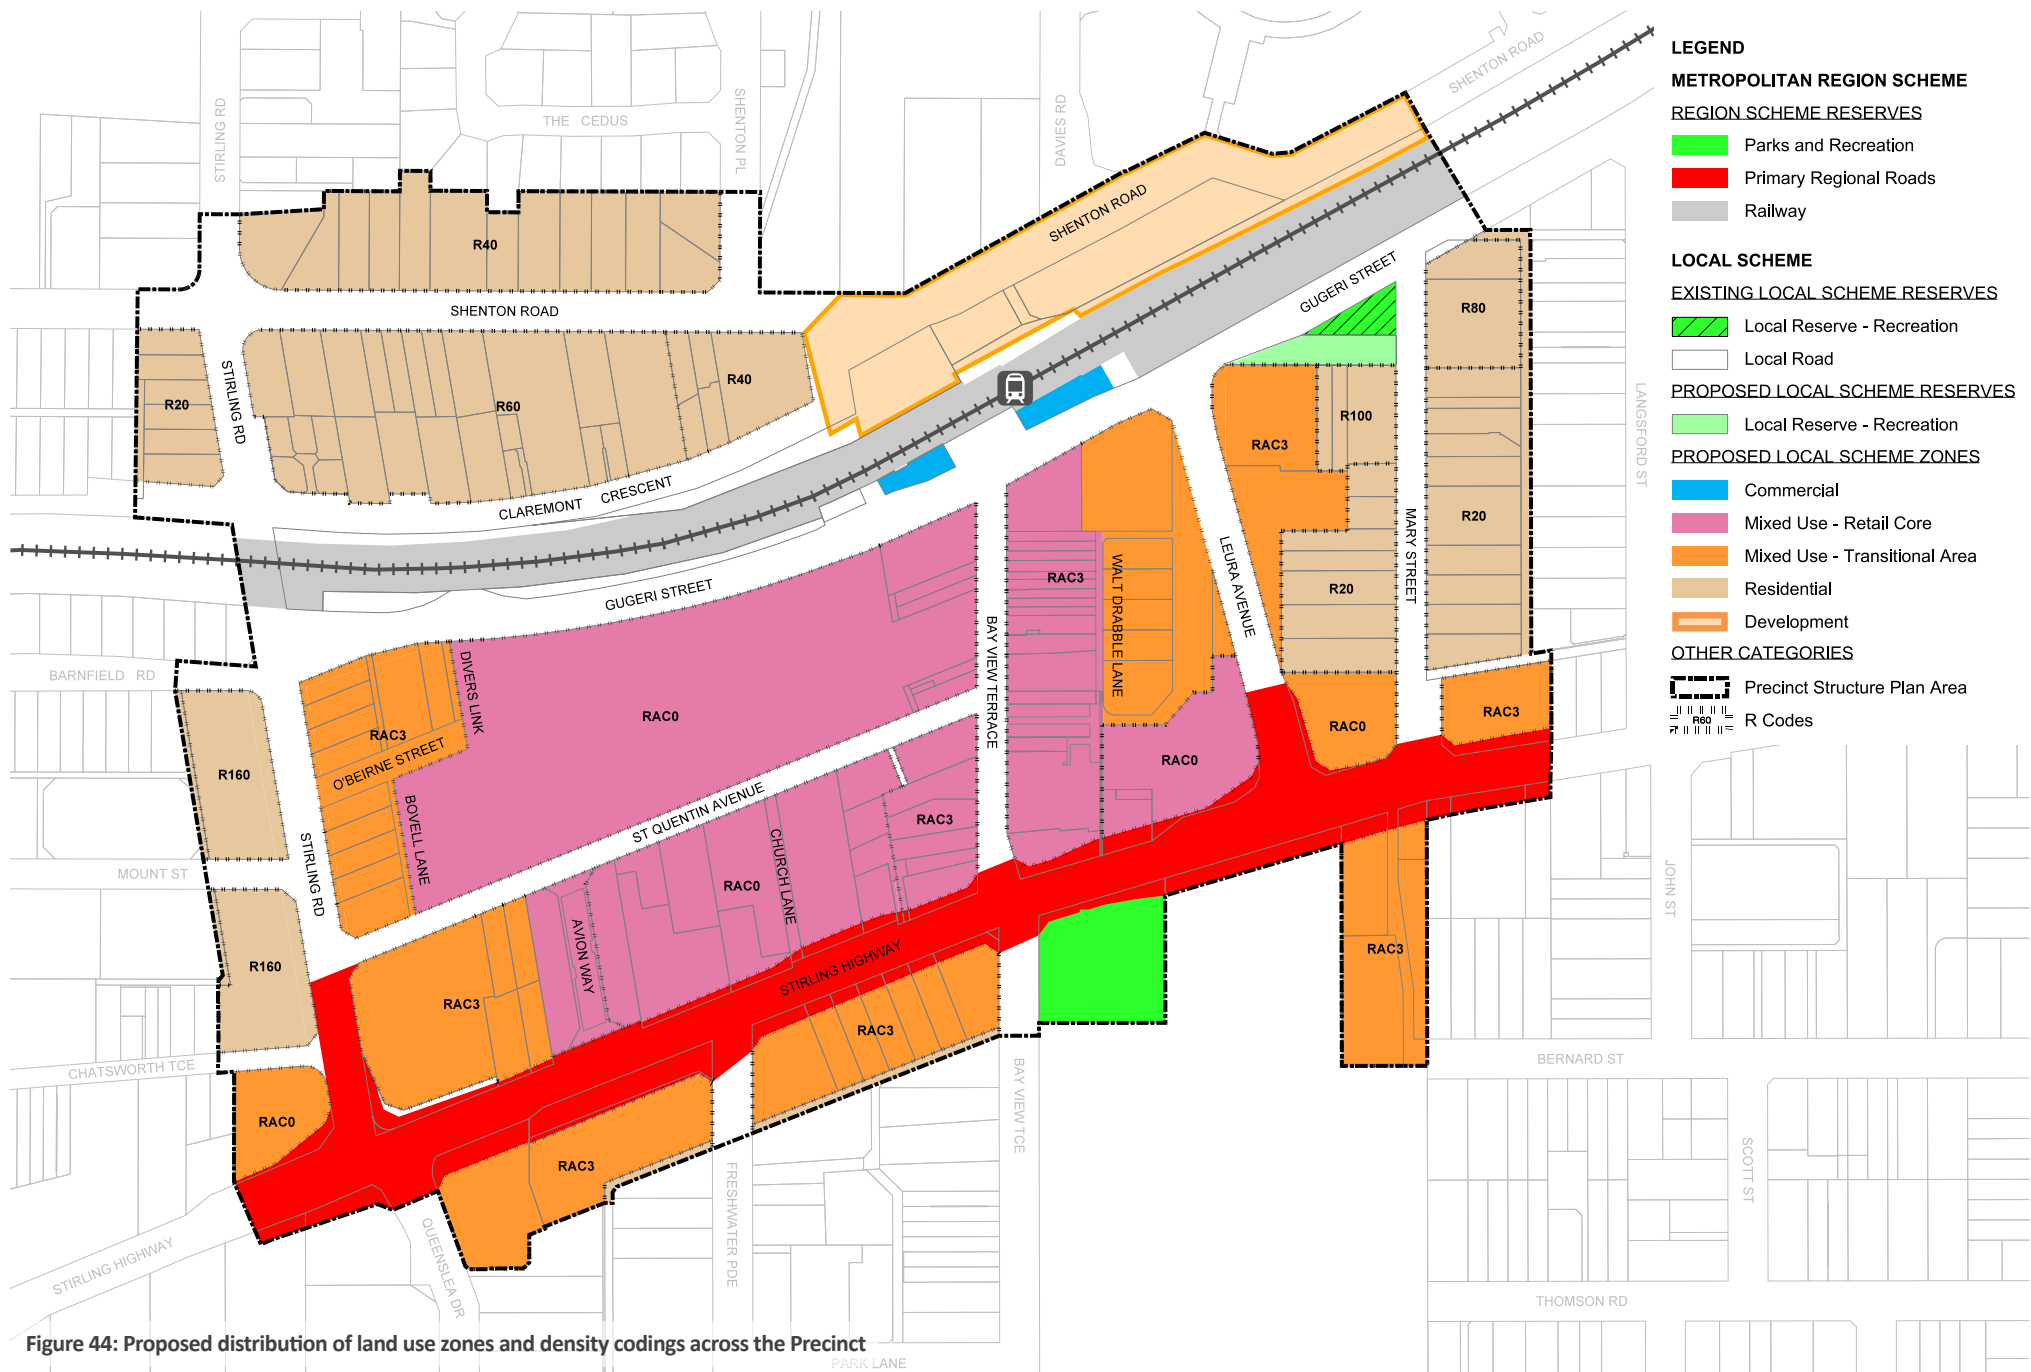 LEGEND
METROPOLITAN REGION SCHEME
REGION SCHEME RESERVES
Parks and Recreation
Primary Regional Roads
Railway
LOCAL SCHEME
EXISTING LOCAL SCHEME RESERVES
Local Reserve - Recreation
Local Road
PROPOSED LOCAL SCHEME RESERVES
Local Reserve - Recreation
PROPOSED LOCAL SCHEME ZONES
Commercial
Mixed Use - Retail Core
Mixed Use - Transitional Area
Residential
Development
OTHER CATEGORIES
Precinct Structure Plan Area
R60
R Codes
STIRLING RD
THE CEDUS
SHENTON PL
DAVIES RD
SHENTON ROAD
SHENTON ROAD
R40
SHENTON ROAD
GUGERI STREET
R80
R20
STIRLING RD
R60
R40
R100
RAC3
LANGSFORD ST
CLAREMONT CRESCENT
R20
MARY STREET
LEURA AVENUE
R20
GUGERI STREET
RAC3
WALT DRABBLE LANE
BAY VIEW TERRACE
BARNFIELD RD
DIVERS LINK
RAC3
O'BEIRNE STREET
RAC0
RAC0
RAC0
RAC3
R160
BOVELL LANE
ST QUENTIN AVENUE
RAC3
MOUNT ST
STIRLING RD
RAC0
CHURCH LANE
JOHN ST
R160
RAC3
AVION WAY
STIRLING HIGHWAY
RAC3
RAC3
CHATSWORTH TCE
RAC0
BAY VIEW TCE
BERNARD ST
RAC3
FRESHWATER PDE
SCOTT ST
STIRLING HIGHWAY
QUEENSLEA DR
THOMSON RD
Figure 44: Proposed distribution of land use zones and density codings across the Precinct
PARK LANE